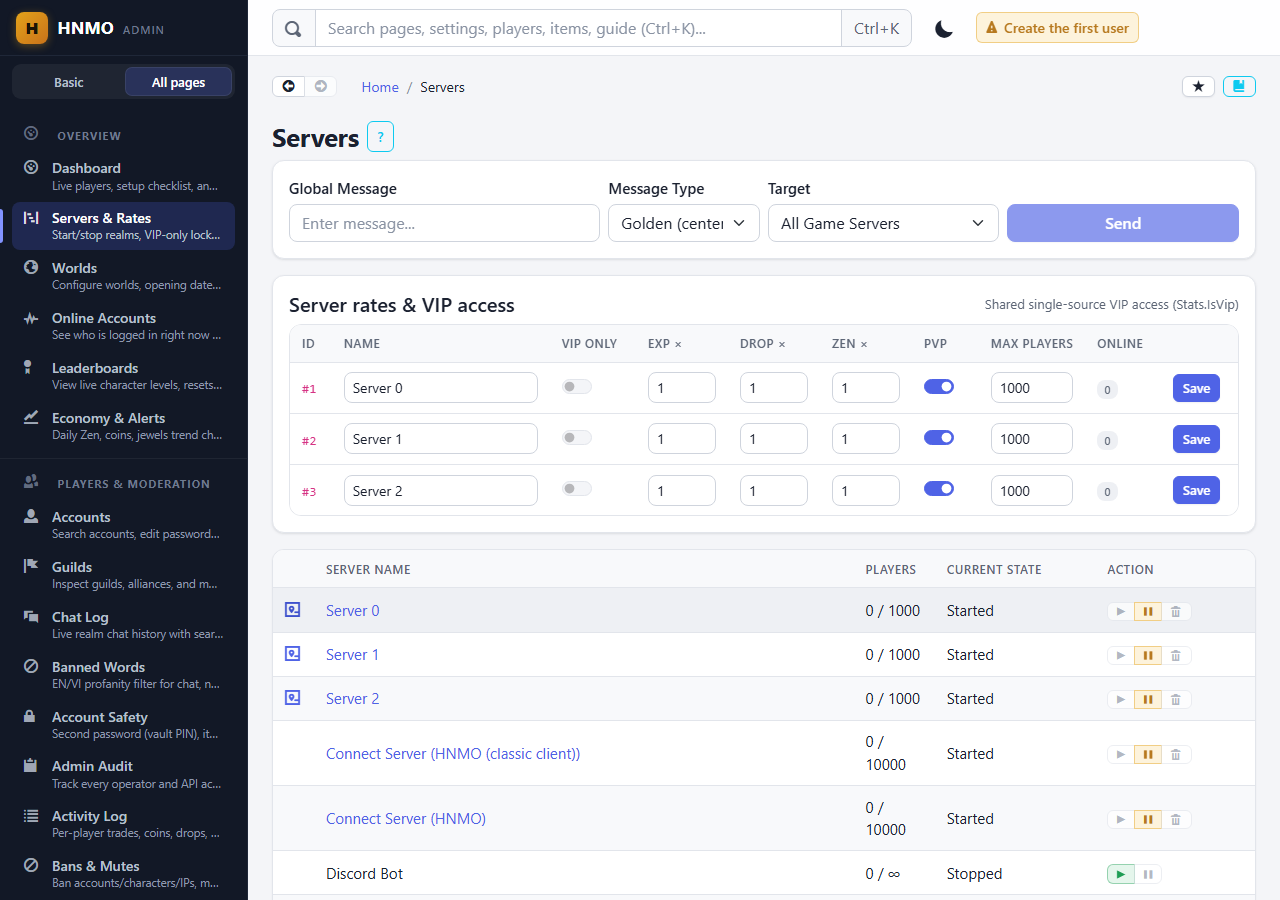 H HNMO ADMIN
Search pages, settings, players, items, guide (Ctrl+K)...
Ctrl+K
Create the first user
Basic
All pages
Home / Servers
OVERVIEW
Dashboard
Live players, setup checklist, an...
Servers & Rates
Start/stop realms, VIP-only lock...
Worlds
Configure worlds, opening date...
Online Accounts
See who is logged in right now ...
Leaderboards
View live character levels, resets...
Economy & Alerts
Daily Zen, coins, jewels trend ch...
PLAYERS & MODERATION
Accounts
Search accounts, edit password...
Guilds
Inspect guilds, alliances, and m...
Chat Log
Live realm chat history with sear...
Banned Words
EN/VI profanity filter for chat, n...
Account Safety
Second password (vault PIN), it...
Admin Audit
Track every operator and API ac...
Activity Log
Per-player trades, coins, drops, ...
Bans & Mutes
Ban accounts/characters/IPs, m...
Servers ?
Global Message
Message Type
Target
Enter message...
Golden (center
All Game Servers
Send
Server rates & VIP access
Shared single-source VIP access (Stats.IsVip)
ID NAME VIP ONLY EXP × DROP × ZEN × PVP MAX PLAYERS ONLINE
#1 Server 0 1 1 1 1000 0 Save
#2 Server 1 1 1 1 1000 0 Save
#3 Server 2 1 1 1 1000 0 Save
SERVER NAME PLAYERS CURRENT STATE ACTION
Server 0 0 / 1000 Started
Server 1 0 / 1000 Started
Server 2 0 / 1000 Started
Connect Server (HNMO (classic client)) 0 / 10000 Started
Connect Server (HNMO) 0 / 10000 Started
Discord Bot 0 / ∞ Stopped